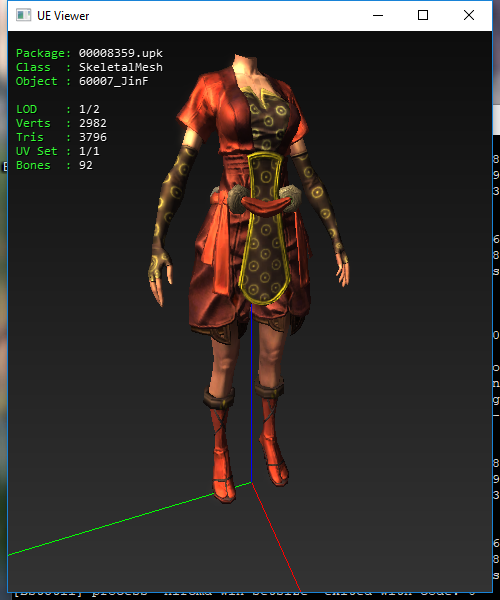 UE Viewer
Package: 00008359.upk
Class : SkeletalMesh
Object : 60007_JinF
LOD : 1/2
Verts : 2982
Tris : 3796
UV Set : 1/1
Bones : 92